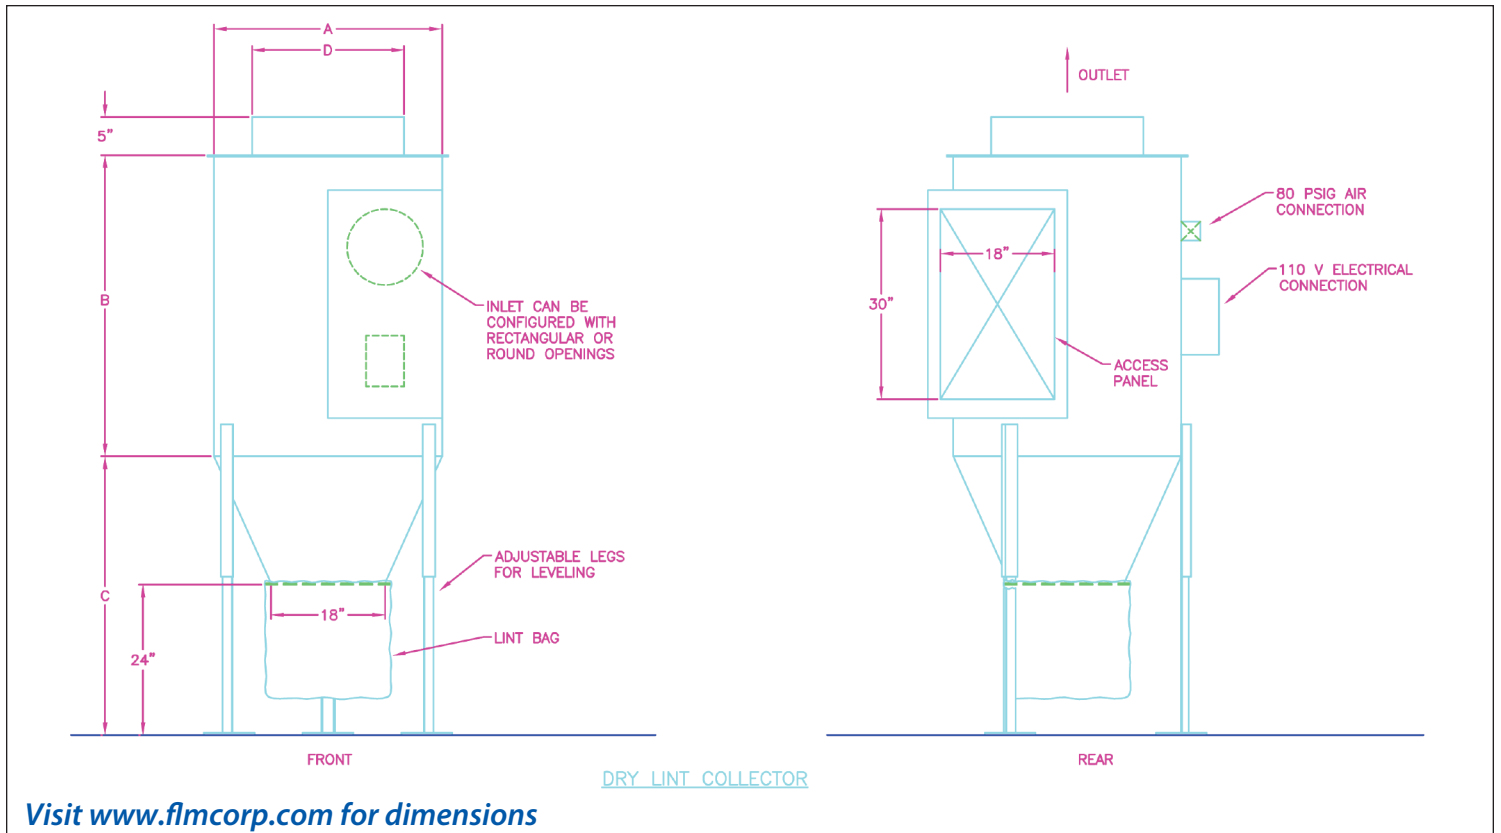 A
D
5"
B
INLET CAN BE
CONFIGURED WITH
RECTANGULAR OR
ROUND OPENINGS
C
ADJUSTABLE LEGS
FOR LEVELING
18"
LINT BAG
24"
FRONT
OUTLET
80 PSIG AIR
CONNECTION
18"
110 V ELECTRICAL
CONNECTION
30"
ACCESS
PANEL
REAR
DRY LINT COLLECTOR
Visit www.flmcorp.com for dimensions